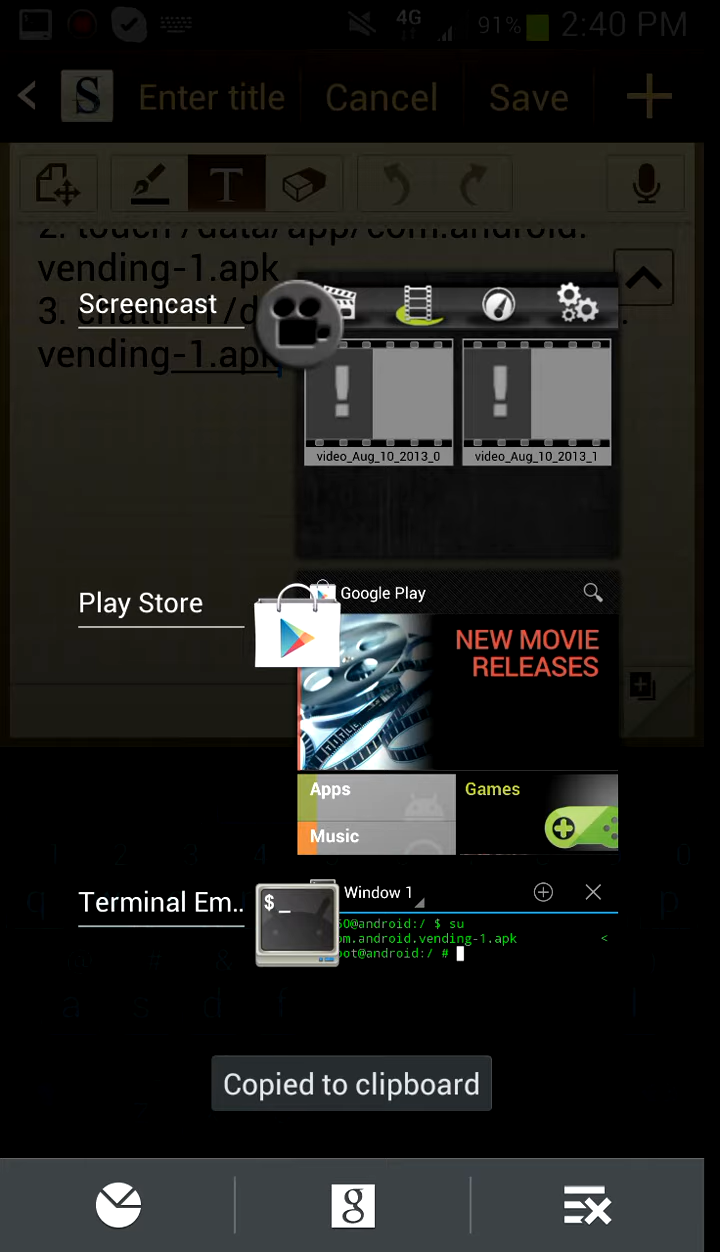 4G 91% 2:40 PM
S Enter title Cancel Save
T
2. touch /data/app/com.android.
vending-1.apk
3. chattr
vending-1.apk
Screencast
video_Aug_10_2013_0 video_Aug_10_2013_1
Play Store
Google Play
NEW MOVIE
RELEASES
Apps
Games
Music
Terminal Em..
$ _
Window 1
@android:/ $ su
om.android.vending-1.apk <
ot@android:/ #
Copied to clipboard
g